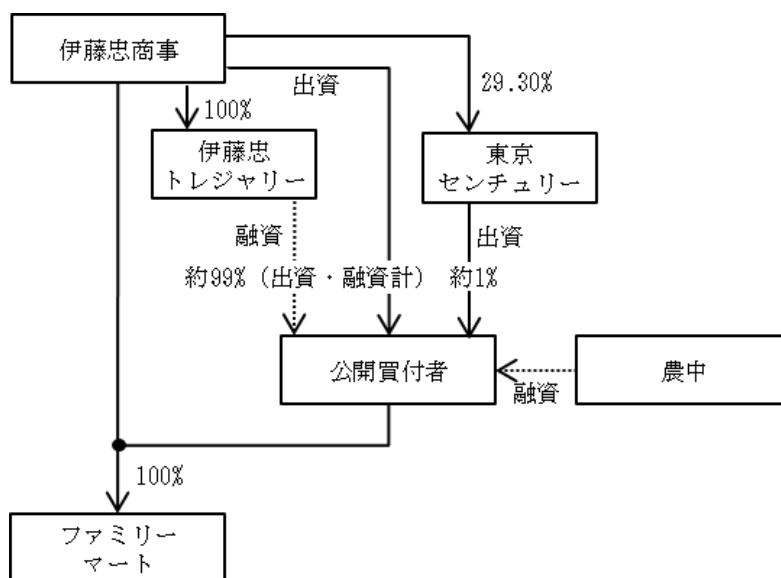 伊藤忠商事
出資
29.30%
100%
伊藤忠
トレジャリー
東京
センチュリー
融資
出資
約99%（出資・融資計）
約1%
公開買付者
農中
融資
100%
ファミリー
マート